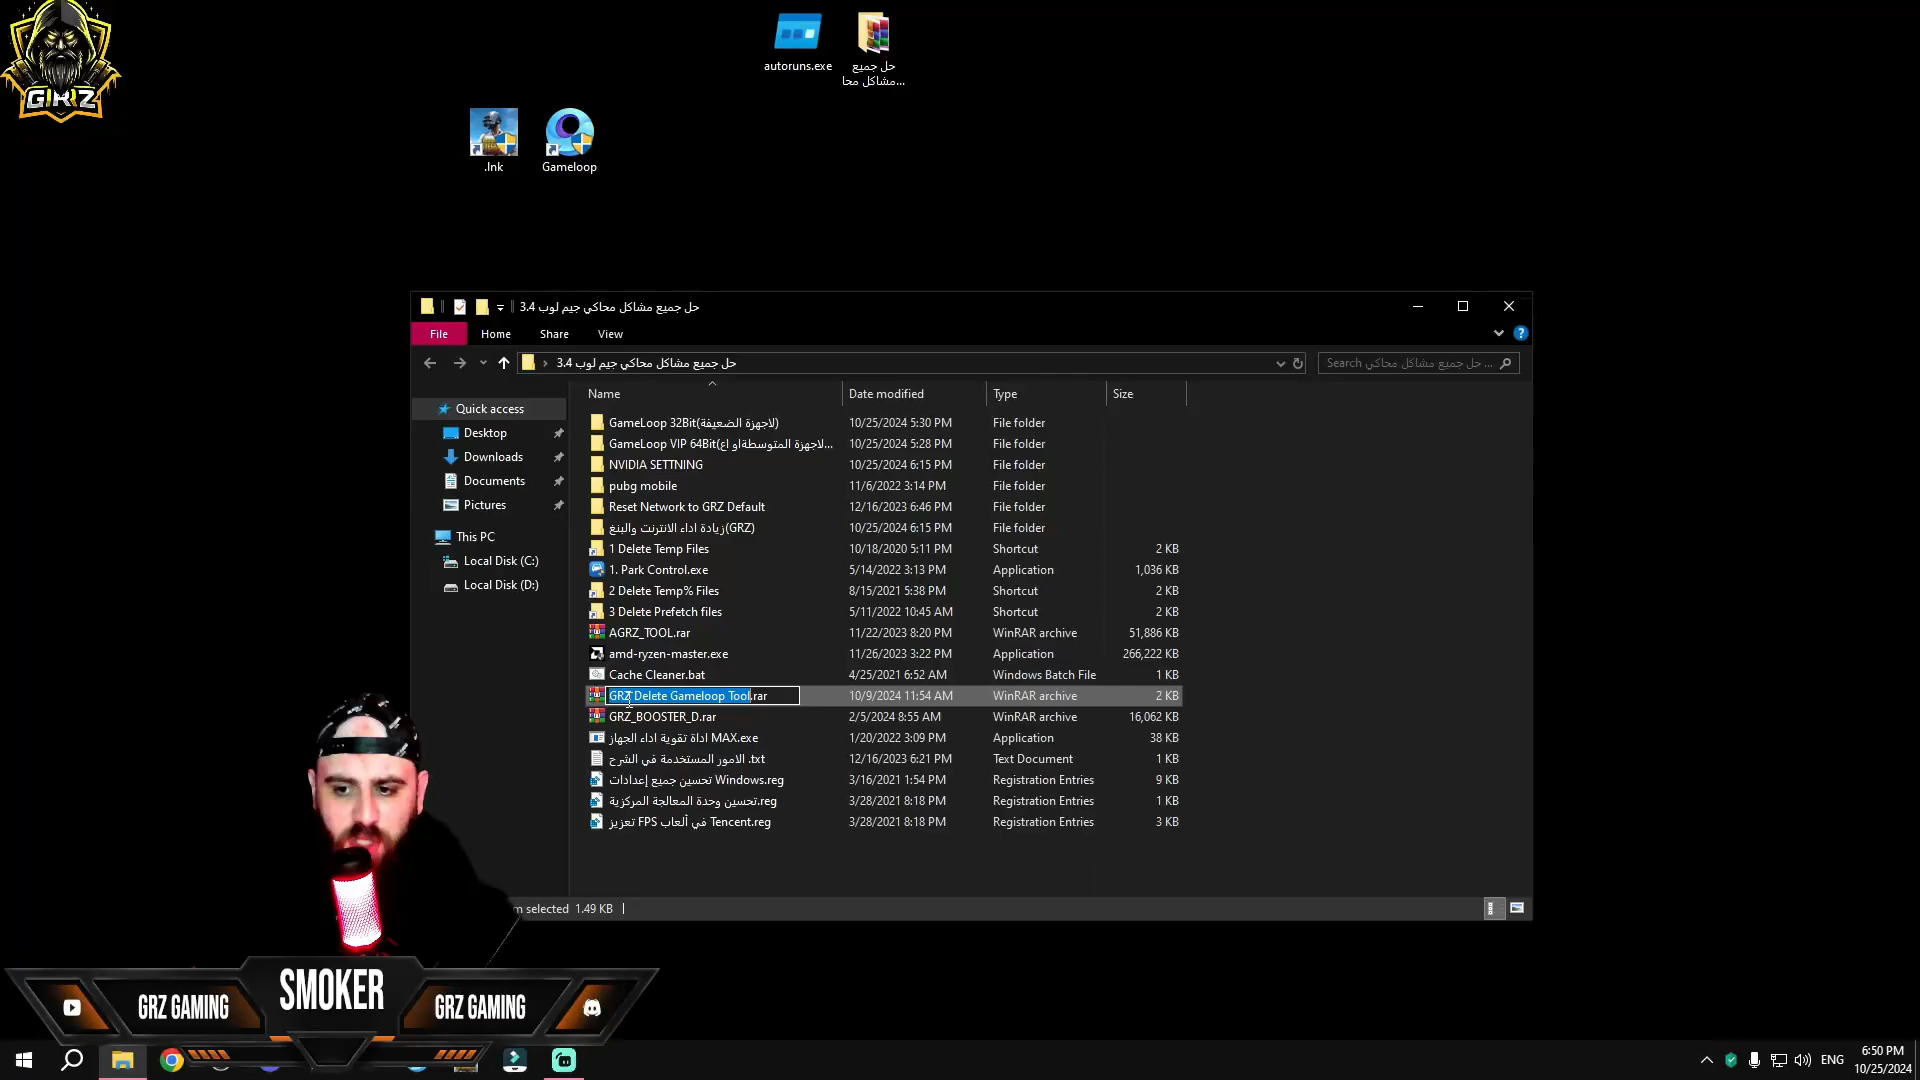 GRZ
autoruns.exe
حل جميع
مشاكل محا...
.lnk
Gameloop
حل جميع مشاكل محاكي جيم لوب 3.4
File
Home
Share
View
حل جميع مشاكل محاكي جيم لوب 3.4
Search حل جميع مشاكل محاكي ...
Name
Date modified
Type
Size
Quick access
Desktop
Downloads
Documents
Pictures
This PC
Local Disk (C:)
Local Disk (D:)
GameLoop 32Bit(لاجهزة الضعيفة) 10/25/2024 5:30 PM File folder
GameLoop VIP 64Bit(لاجهزة المتوسطةاو اع... 10/25/2024 5:28 PM File folder
NVIDIA SETTNING 10/25/2024 6:15 PM File folder
pubg mobile 11/6/2022 3:14 PM File folder
Reset Network to GRZ Default 12/16/2023 6:46 PM File folder
زيادة اداء الانترنت والبنغ(GRZ) 10/25/2024 6:15 PM File folder
1 Delete Temp Files 10/18/2020 5:11 PM Shortcut 2 KB
1. Park Control.exe 5/14/2022 3:13 PM Application 1,036 KB
2 Delete Temp% Files 8/15/2021 5:38 PM Shortcut 2 KB
3 Delete Prefetch files 5/11/2022 10:45 AM Shortcut 2 KB
AGRZ_TOOL.rar 11/22/2023 8:20 PM WinRAR archive 51,886 KB
amd-ryzen-master.exe 11/26/2023 3:22 PM Application 266,222 KB
Cache Cleaner.bat 4/25/2021 6:52 AM Windows Batch File 1 KB
GRZ Delete Gameloop Tool.rar 10/9/2024 11:54 AM WinRAR archive 2 KB
GRZ_BOOSTER_D.rar 2/5/2024 8:55 AM WinRAR archive 16,062 KB
اداة تقوية اداء الجهاز MAX.exe 1/20/2022 3:09 PM Application 38 KB
الامور المستخدمة في الشرح .txt 12/16/2023 6:21 PM Text Document 1 KB
تحسين جميع إعدادات Windows.reg 3/16/2021 1:54 PM Registration Entries 9 KB
تحسين وحدة المعالجة المركزية.reg 3/28/2021 8:18 PM Registration Entries 1 KB
تعزيز FPS في ألعاب Tencent.reg 3/28/2021 8:18 PM Registration Entries 3 KB
m selected 1.49 KB
GRZ GAMING
SMOKER
GRZ GAMING
ENG
6:50 PM
10/25/2024